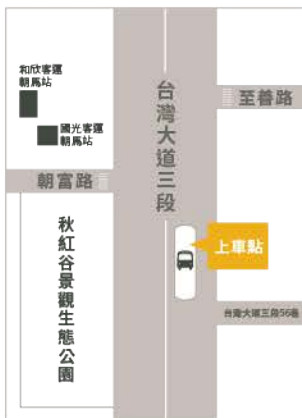 和欣客運
朝馬站
國光客運
朝馬站
台灣大道三段
至善路
朝富路
秋紅谷景觀生態公園
上車點
台灣大道三段56巷